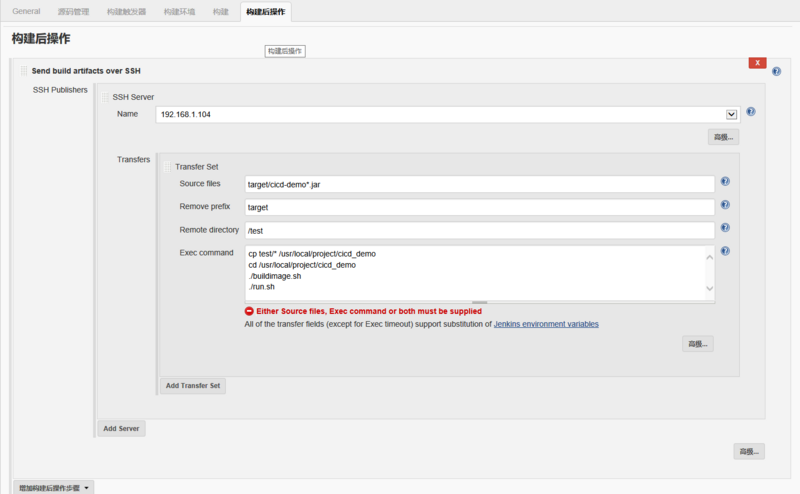 General 源码管理 构建触发器 构建环境 构建 构建后操作
构建后操作
构建后操作
Send build artifacts over SSH
X
SSH Publishers
SSH Server
Name 192.168.1.104
高级...
Transfers
Transfer Set
Source files target/cicd-demo*.jar
Remove prefix target
Remote directory /test
Exec command cp test/* /usr/local/project/cicd_demo
cd /usr/local/project/cicd_demo
./buildimage.sh
./run.sh
Either Source files, Exec command or both must be supplied
All of the transfer fields (except for Exec timeout) support substitution of Jenkins environment variables
高级...
Add Transfer Set
Add Server
高级...
增加构建后操作步骤